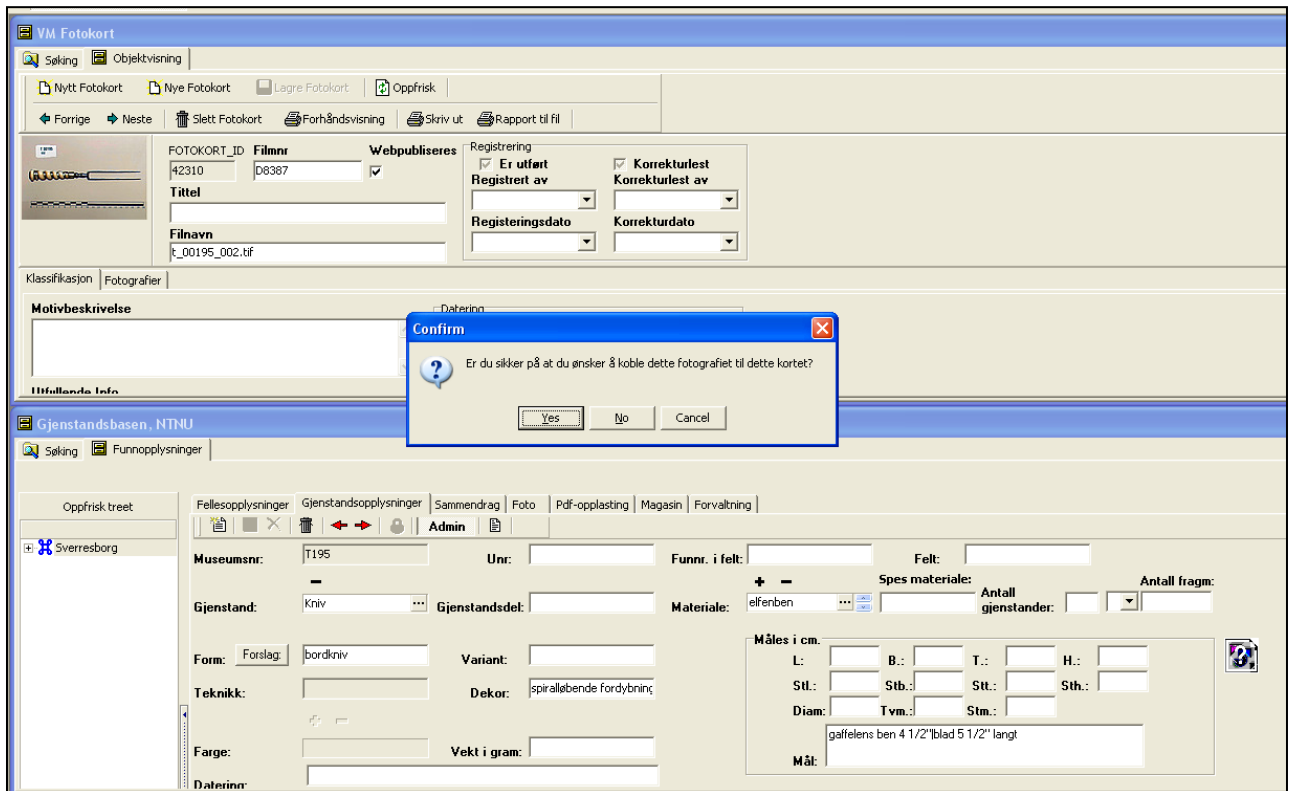 VM Fotokort
Søking Objektvisning
Nytt Fotokort Nye Fotokort Lagre Fotokort Oppfrisk
Forrige Neste Slett Fotokort Forhåndsvisning Skriv ut Rapport til fil
FOTOKORT_ID Filmnr Webpubliseres
42310 D8387
Tittel
Filnavn
t_00195_002.tif
Registrering
Er utført Korrekturlest
Registrert av Korrekturlest av
Registeringsdato Korrekturdato
Klassifikasjon Fotografier
Motivbeskrivelse
Datering
Utfullende Info
Confirm
Er du sikker på at du ønsker å koble dette fotografiet til dette kortet?
Yes No Cancel
Gjenstandsbasen, NTNU
Søking Funnopplysninger
Oppfrisk treet
Sverresborg
Fellesopplysninger Gjenstandsopplysninger Sammendrag Foto Pdf-opplasting Magasin Forvaltning
Admin
Museumsnr: T195 Unr: Funnr. i felt: Felt:
Gjenstand: Kniv ... Gjenstandsdel: Materiale: elfenben ... Spes materiale: Antall gjenstander: Antall fragm:
Form: Forslag: bordkniv Variant:
Teknikk: Dekor: spiralløbende fordybning
Farge: Vekt i gram:
Datering:
Måles i cm.
L: B.: T.: H.:
Stl.: Stb.: Stt.: Sth.:
Diam: Tvm.: Stm.:
Mål: gaffelens ben 4 1/2"|blad 5 1/2" langt